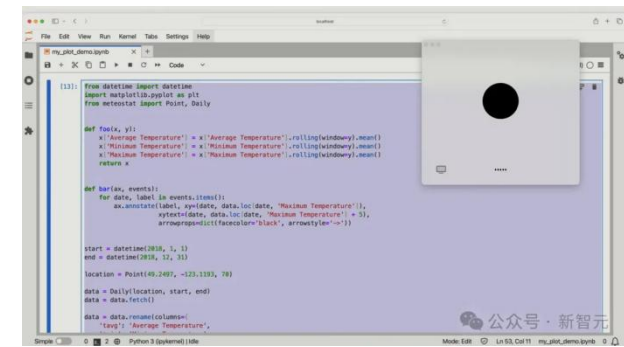 localhost
File Edit View Run Kernel Tabs Settings Help
my_plot_demo.ipynb
Code
[13]:
from datetime import datetime
import matplotlib.pyplot as plt
from meteostat import Point, Daily
def foo(x, y):
x['Average Temperature'] = x['Average Temperature'].rolling(window=y).mean()
x['Minimum Temperature'] = x['Minimum Temperature'].rolling(window=y).mean()
x['Maximum Temperature'] = x['Maximum Temperature'].rolling(window=y).mean()
return x
def bar(ax, events):
for date, label in events.items():
ax.annotate(label, xy=(date, data.loc[date, 'Maximum Temperature']),
xytext=(date, data.loc[date, 'Maximum Temperature'] + 5),
arrowprops=dict(facecolor='black', arrowstyle='->'))
start = datetime(2018, 1, 1)
end = datetime(2018, 12, 31)
location = Point(49.2497, -123.1193, 70)
data = Daily(location, start, end)
data = data.fetch()
data = data.rename(columns={
'tavg': 'Average Temperature',
公众号 · 新智元
Simple 0 2 Python 3 (ipykernel) | Idle Mode: Edit Ln 53, Col 11 my_plot_demo.ipynb 0